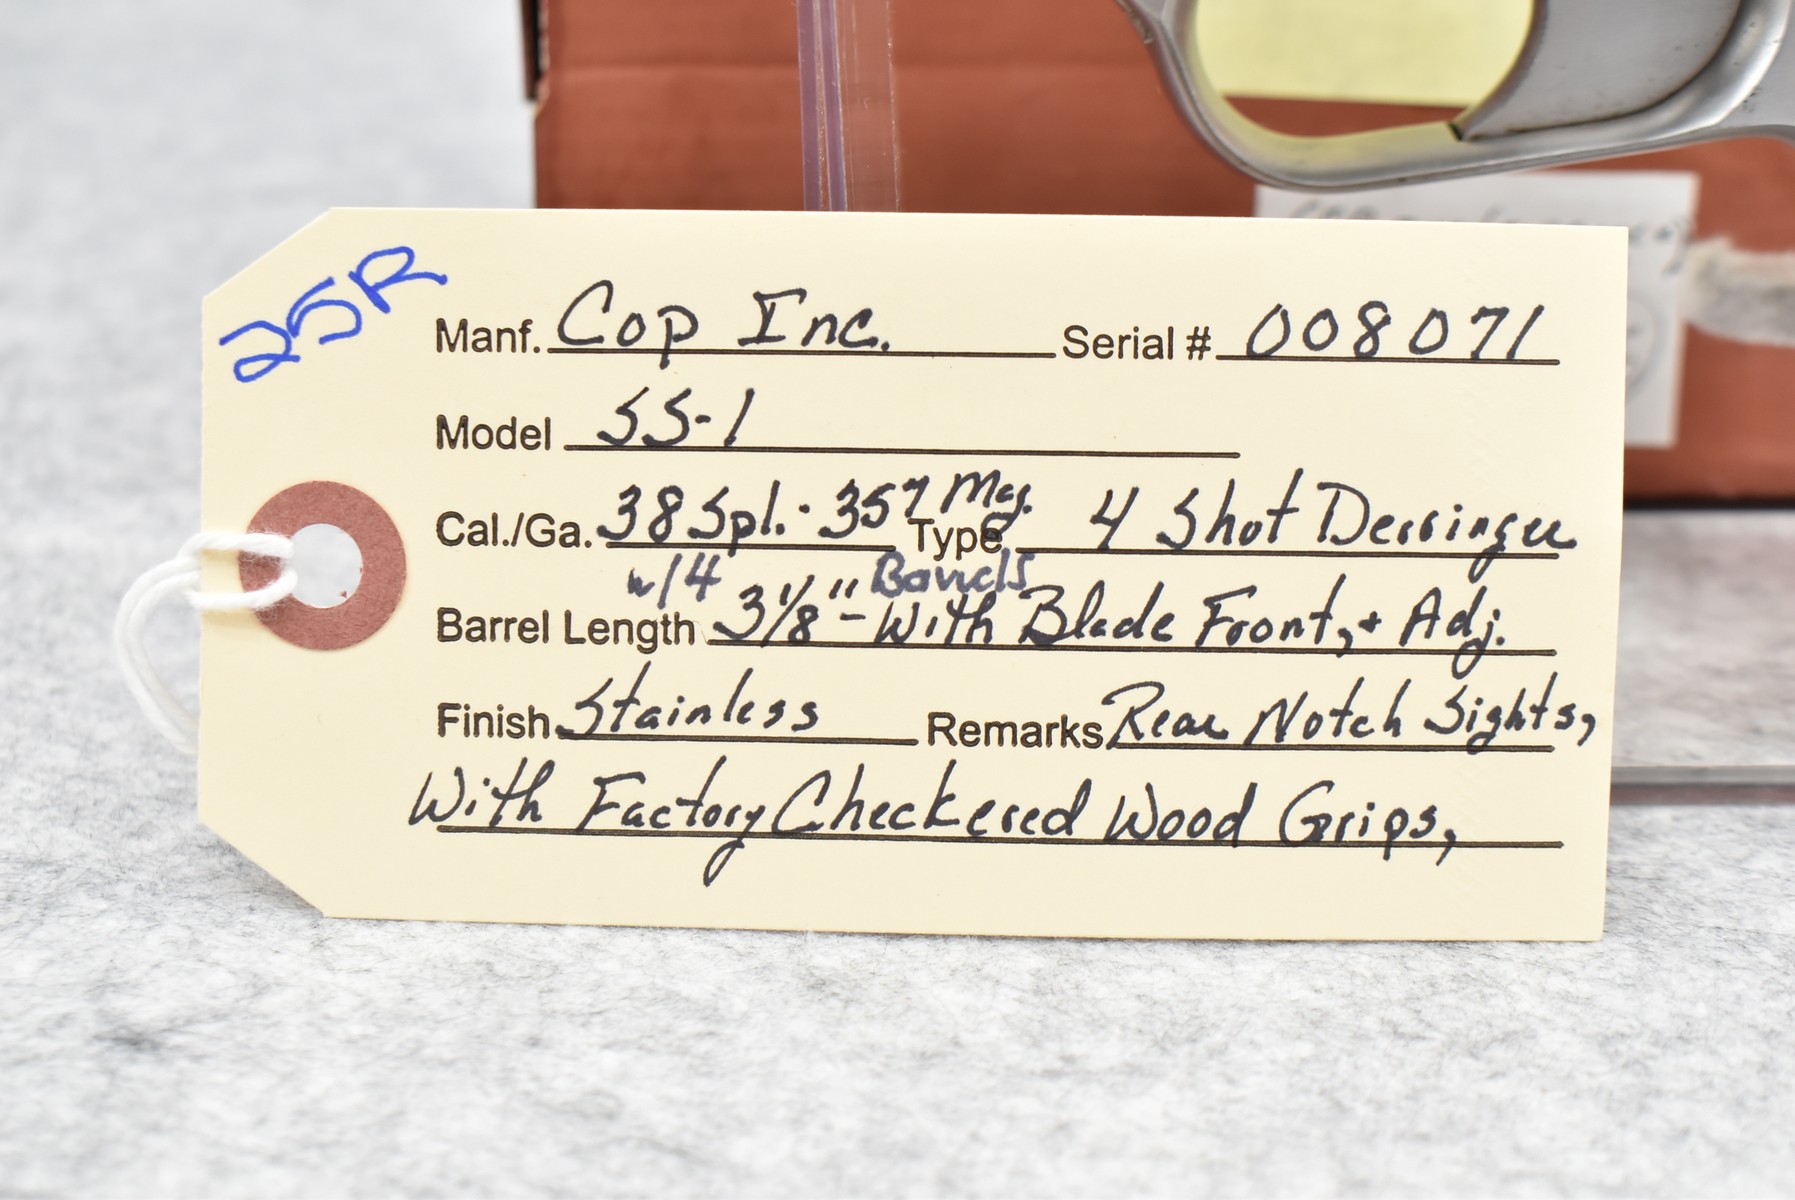 25R
Manf. Cop Inc. Serial # 008071
Model SS-1
Cal./Ga. 38 Spl.·357 Mag. Type 4 Shot Derringer
w/4 Barrels
Barrel Length 3 1/8" - With Blade Front, + Adj.
Finish Stainless Remarks Rear Notch Sights,
With Factory Checkered Wood Grips,